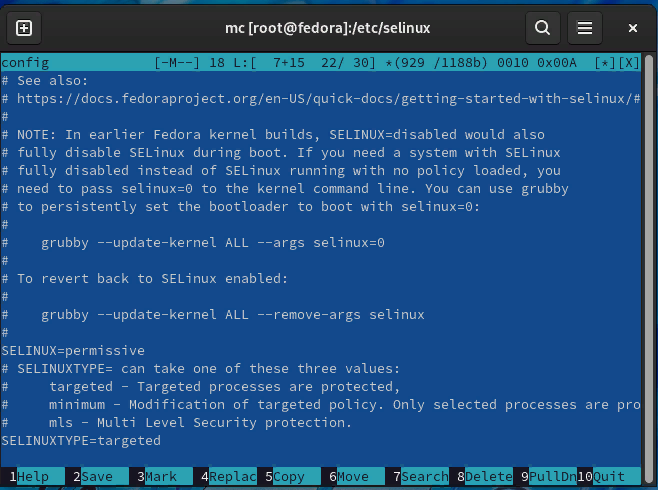 mc [root@fedora]:/etc/selinux
config [-M--] 18 L:[ 7+15 22/ 30] *(929 /1188b) 0010 0x00A [*][X]
# See also:
# https://docs.fedoraproject.org/en-US/quick-docs/getting-started-with-selinux/#
#
# NOTE: In earlier Fedora kernel builds, SELINUX=disabled would also
# fully disable SELinux during boot. If you need a system with SELinux
# fully disabled instead of SELinux running with no policy loaded, you
# need to pass selinux=0 to the kernel command line. You can use grubby
# to persistently set the bootloader to boot with selinux=0:
#
#    grubby --update-kernel ALL --args selinux=0
#
# To revert back to SELinux enabled:
#
#    grubby --update-kernel ALL --remove-args selinux
#
SELINUX=permissive
# SELINUXTYPE= can take one of these three values:
#     targeted - Targeted processes are protected,
#     minimum - Modification of targeted policy. Only selected processes are pro
#     mls - Multi Level Security protection.
SELINUXTYPE=targeted
1Help 2Save 3Mark 4Replac 5Copy 6Move 7Search 8Delete 9PullDn 10Quit